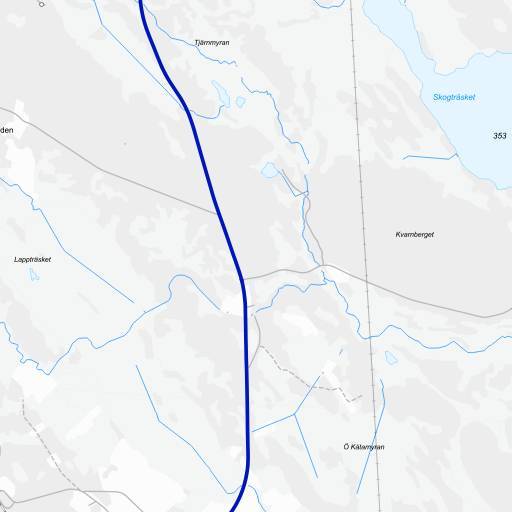 Tjärnmyran
Skogträsket
den
353
Kvarnberget
Lappträsket
Ö Kälamyran